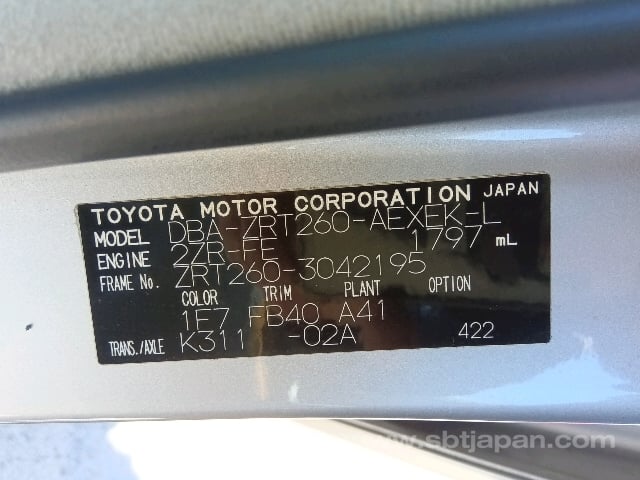 TOYOTA MOTOR CORPORATION JAPAN
MODEL DBA-ZRT260-AEXEK-L
ENGINE 2ZR-FE 1797 mL
FRAME No. ZRT260-3042195
COLOR TRIM PLANT OPTION
1E7 FB40 A41
TRANS./AXLE K311 -02A 422
www.sbtjapan.com